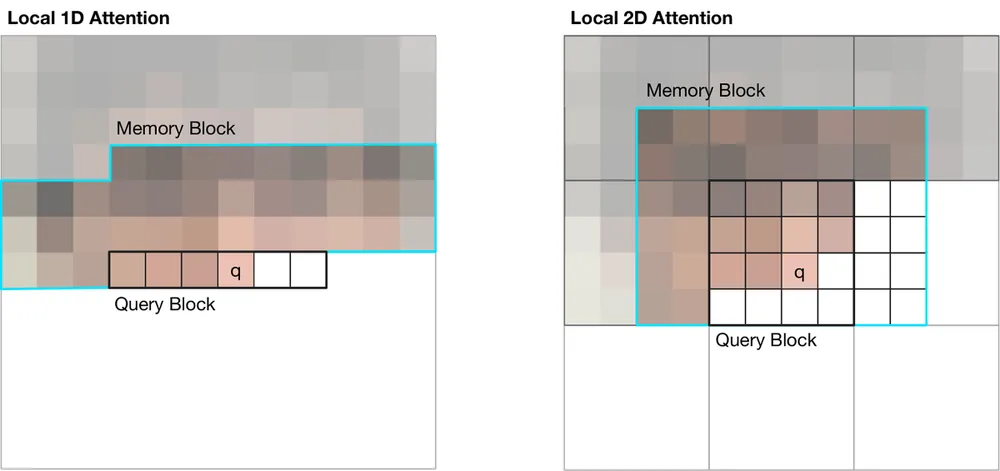 Local 1D Attention
Memory Block
q
Query Block
Local 2D Attention
Memory Block
q
Query Block